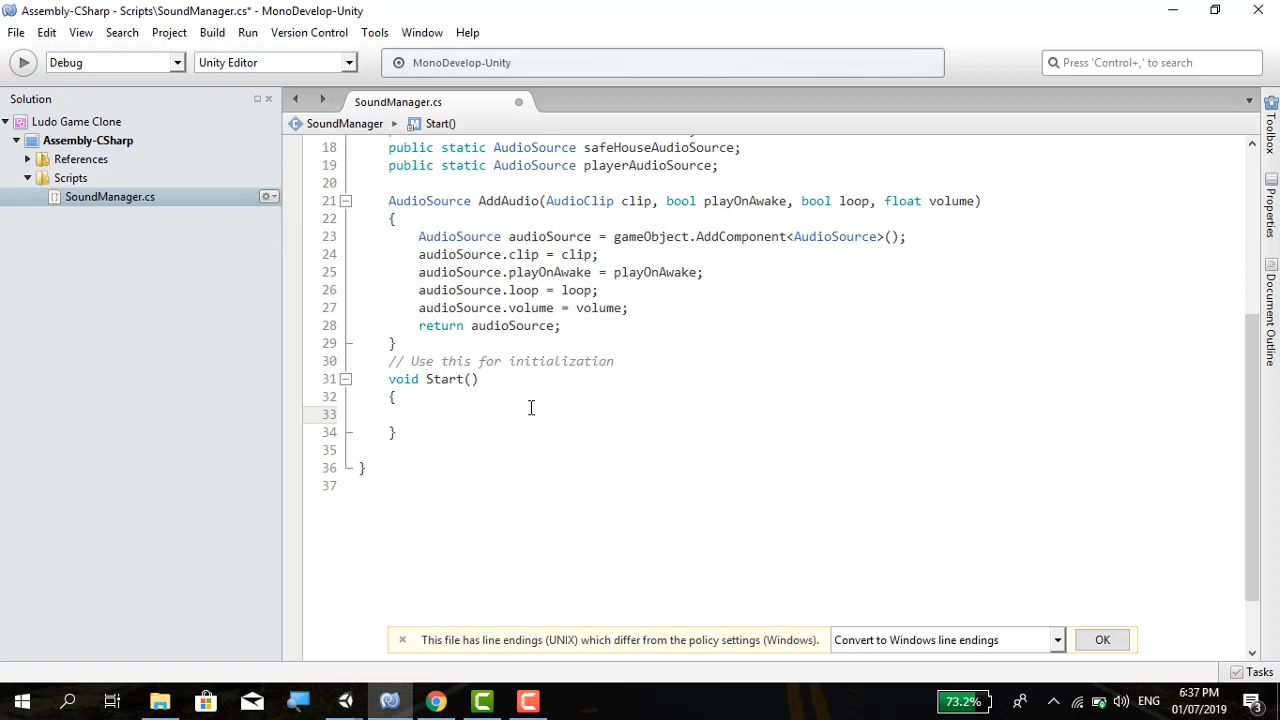 Assembly-CSharp - Scripts\SoundManager.cs* - MonoDevelop-Unity
File Edit View Search Project Build Run Version Control Tools Window Help
Debug Unity Editor MonoDevelop-Unity Press 'Control+,' to search
Solution
Ludo Game Clone
Assembly-CSharp
References
Scripts
SoundManager.cs
SoundManager.cs
SoundManager Start()
18 public static AudioSource safeHouseAudioSource;
19 public static AudioSource playerAudioSource;
20
21 AudioSource AddAudio(AudioClip clip, bool playOnAwake, bool loop, float volume)
22 {
23 AudioSource audioSource = gameObject.AddComponent<AudioSource>();
24 audioSource.clip = clip;
25 audioSource.playOnAwake = playOnAwake;
26 audioSource.loop = loop;
27 audioSource.volume = volume;
28 return audioSource;
29 }
30 // Use this for initialization
31 void Start()
32 {
33
34 }
35
36 }
37
Toolbox
Properties
Document Outline
This file has line endings (UNIX) which differ from the policy settings (Windows). Convert to Windows line endings OK
Tasks
73.2% ENG 6:37 PM
01/07/2019
3